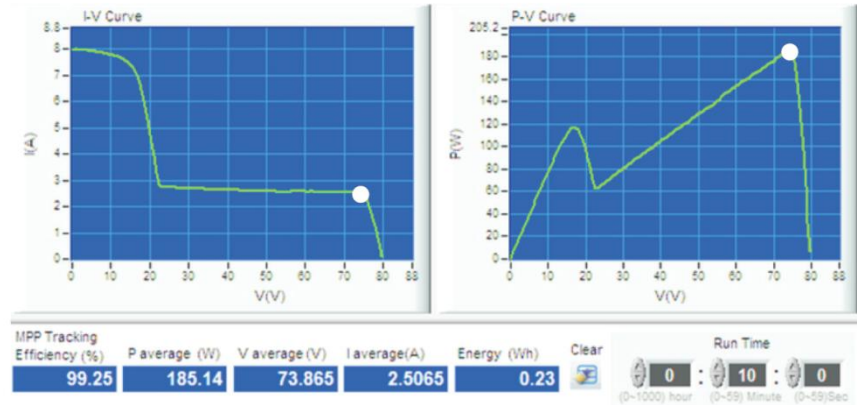 I-V Curve
8.8
8
7
6
5
4
3
2
1
0
I(A)
0 10 20 30 40 50 60 70 80 88
V(V)
P-V Curve
205.2
180
160
140
120
100
80
60
40
20
0
P(W)
0 10 20 30 40 50 60 70 80 88
V(V)
MPP Tracking
Efficiency (%) P average (W) V average (V) I average(A) Energy (Wh) Clear Run Time
99.25 185.14 73.865 2.5065 0.23 0 : 10 : 0
(0~1000) hour (0~59) Minute (0~59)Sec